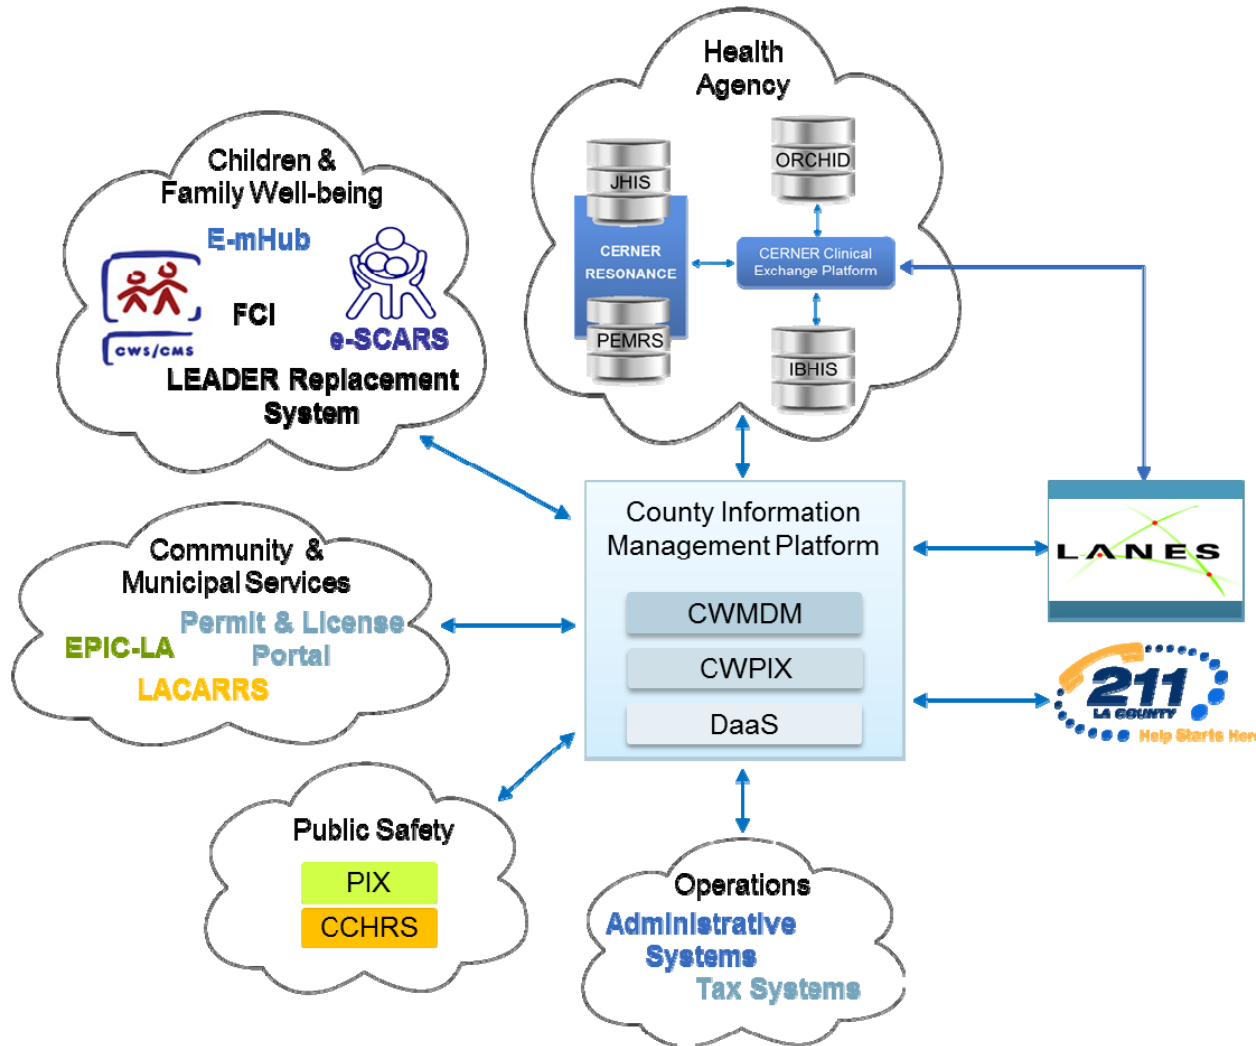 Health
Agency
JHIS
ORCHID
CERNER
RESONANCE
CERNER Clinical
Exchange Platform
PEMRS
IBHIS
Children &
Family Well-being
E-mHub
CWS/CMS
FCI
e-SCARS
LEADER Replacement
System
Community &
Municipal Services
Permit & License
Portal
EPIC-LA
LACARRS
County Information
Management Platform
CWMDM
CWPIX
DaaS
LANES
211
LA COUNTY
Help Starts Here
Public Safety
PIX
CCHRS
Operations
Administrative
Systems
Tax Systems